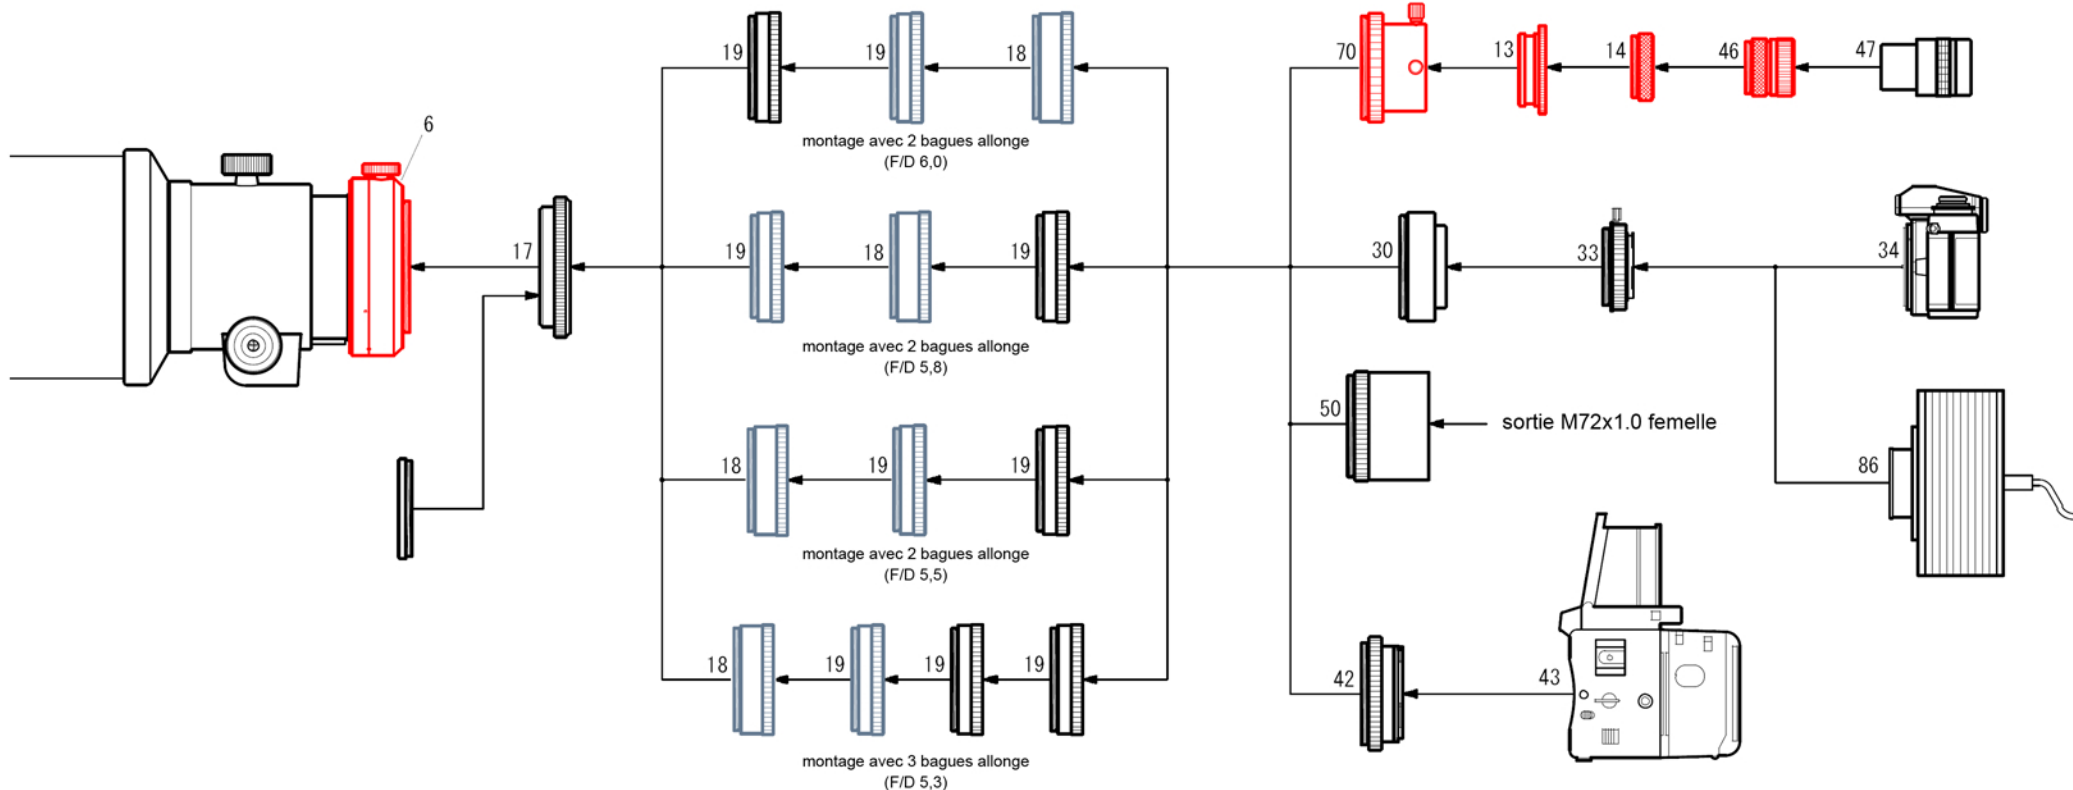 6
17
19 19 18
montage avec 2 bagues allonge
(F/D 6,0)
19 18 19
montage avec 2 bagues allonge
(F/D 5,8)
18 19 19
montage avec 2 bagues allonge
(F/D 5,5)
18 19 19 19
montage avec 3 bagues allonge
(F/D 5,3)
70 13 14 46 47
30 33 34
50 sortie M72x1.0 femelle
86
42 43